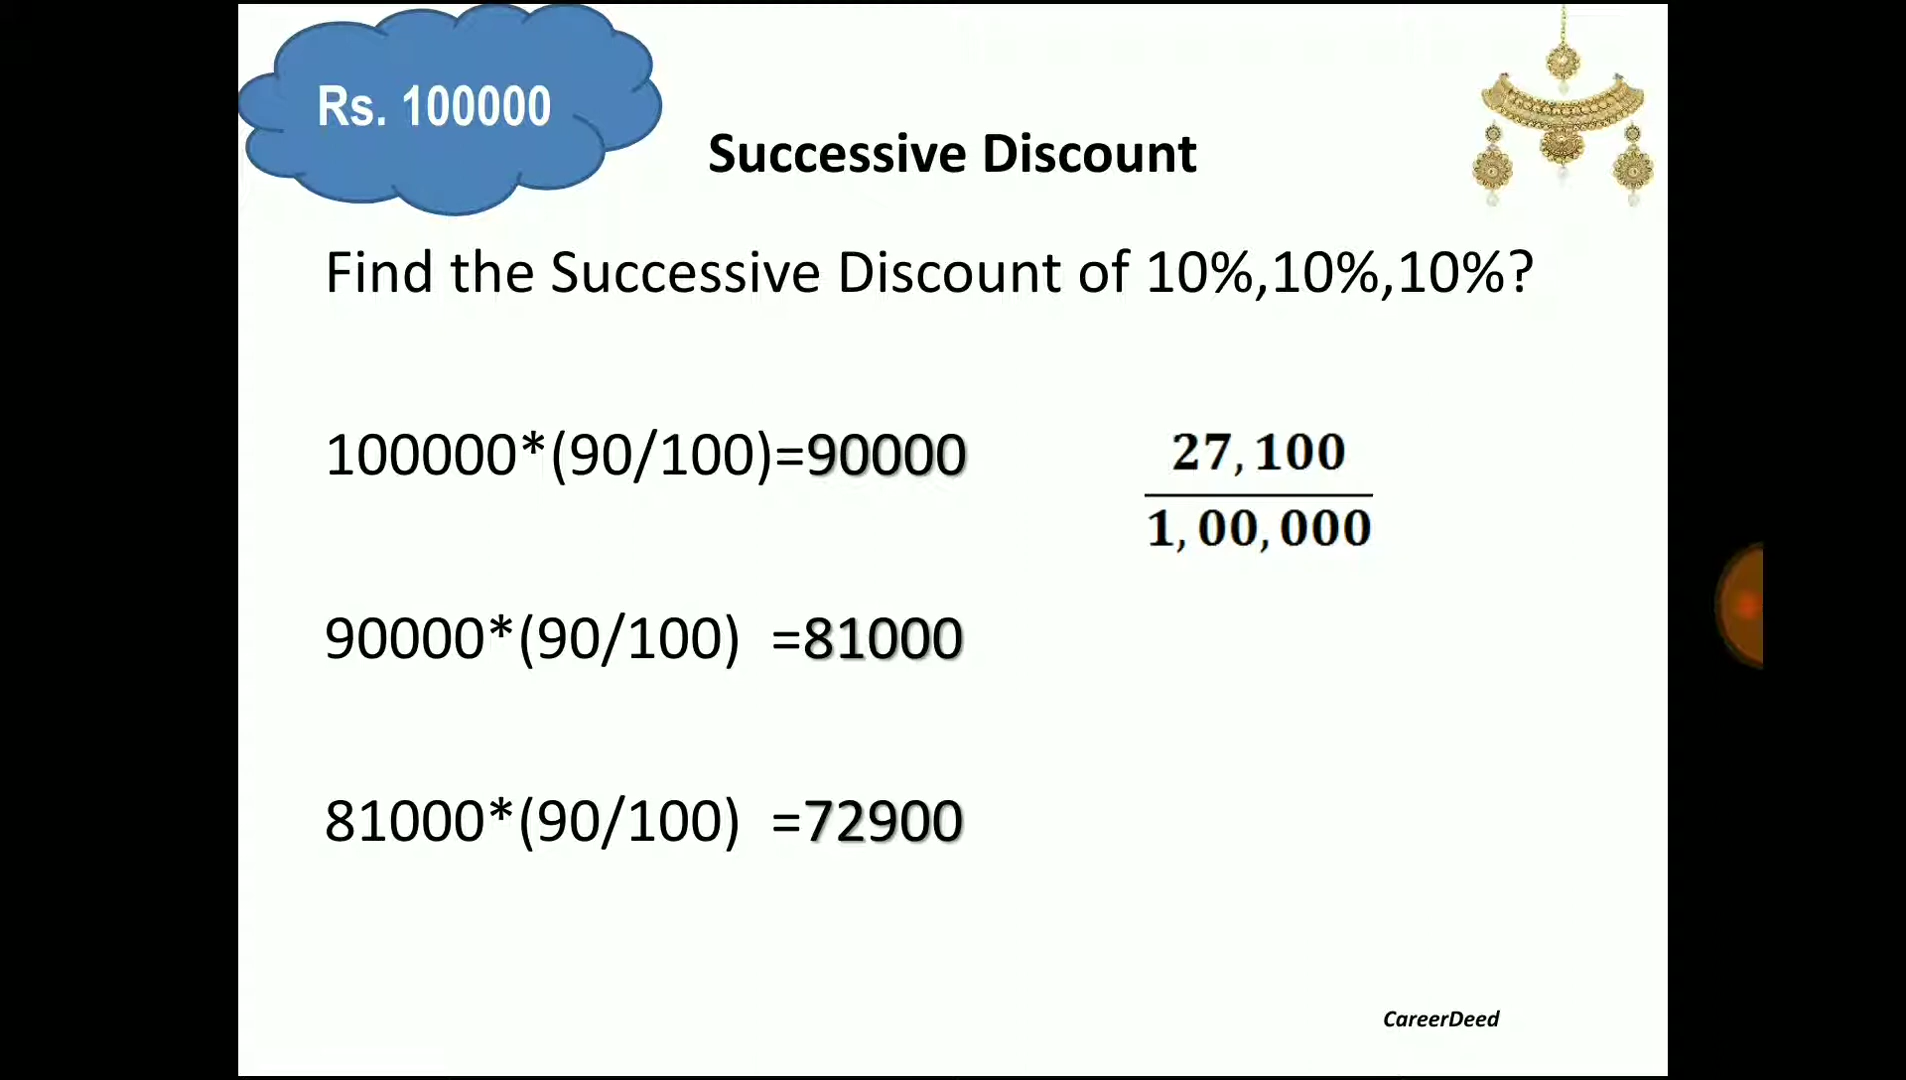 Rs. 100000
Successive Discount
Find the Successive Discount of 10%,10%,10%?
100000*(90/100)=90000
27,100
1,00,000
90000*(90/100) =81000
81000*(90/100) =72900
CareerDeed